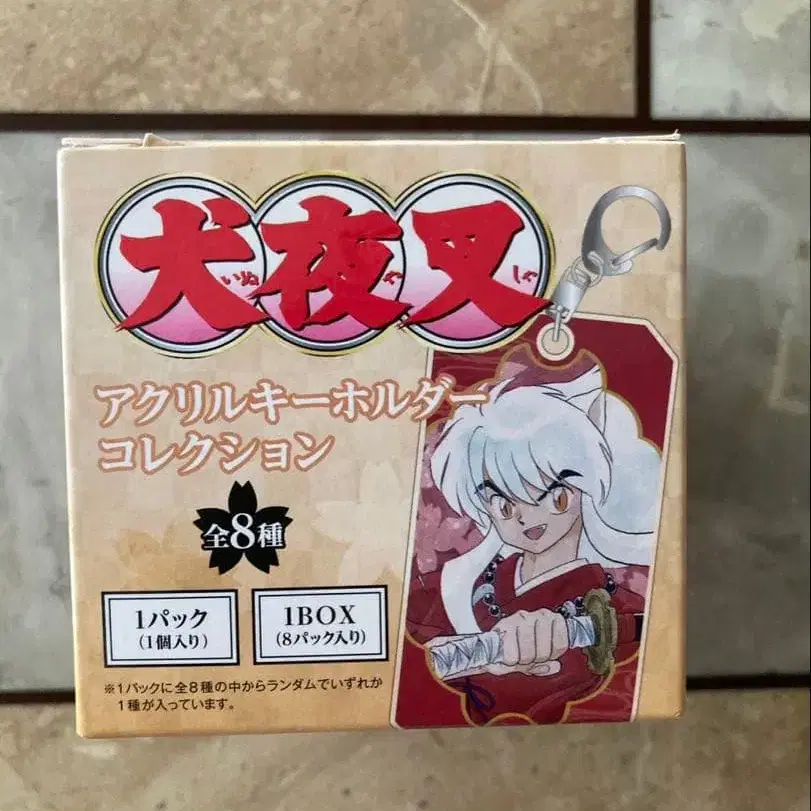 犬夜叉
いぬ や しゃ
アクリルキーホルダー
コレクション
全8種
1パック
(1個入り)
1BOX
(8パック入り)
※1パックに全8種の中からランダムでいずれか
1種が入っています。